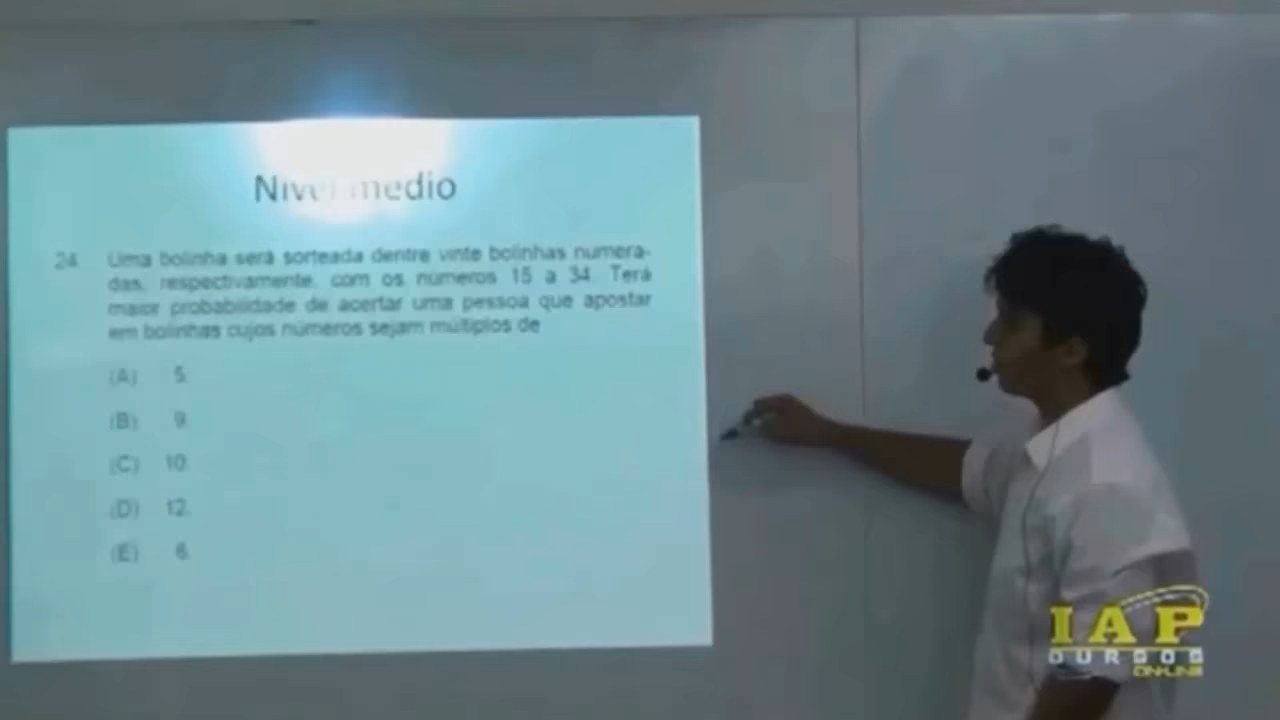 Nivel medio
24. Uma bolinha será sorteada dentre vinte bolinhas numera-
das, respectivamente, com os números 15 a 34. Terá
maior probabilidade de acertar uma pessoa que apostar
em bolinhas cujos números sejam múltiplos de
(A) 5.
(B) 9.
(C) 10.
(D) 12.
(E) 6.
IAP
CURSOS
ONLINE